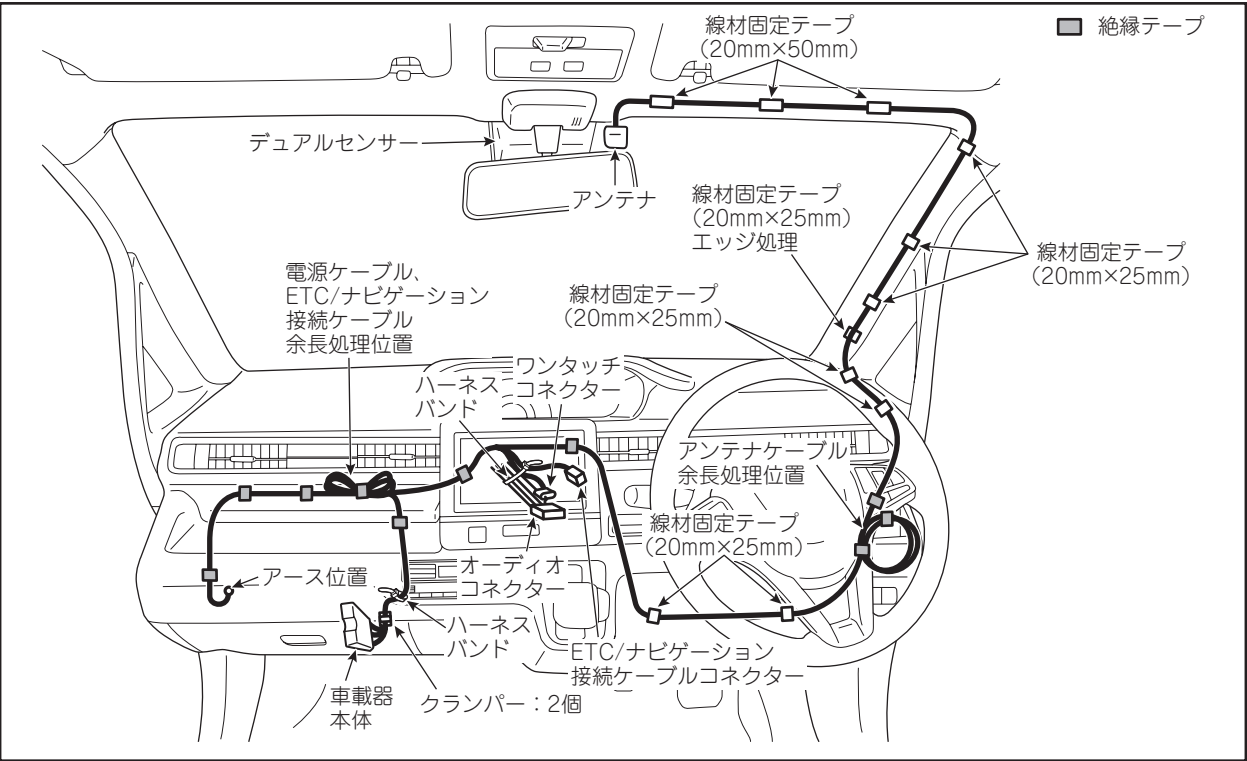 線材固定テープ
(20mm×50mm)
絶縁テープ
デュアルセンサー
アンテナ
線材固定テープ
(20mm×25mm)
エッジ処理
線材固定テープ
(20mm×25mm)
電源ケーブル、
ETC/ナビゲーション
接続ケーブル
余長処理位置
線材固定テープ
(20mm×25mm)
ワンタッチ
コネクター
ハーネス
バンド
アンテナケーブル
余長処理位置
線材固定テープ
(20mm×25mm)
アース位置
オーディオ
コネクター
ハーネス
バンド
ETC/ナビゲーション
接続ケーブルコネクター
車載器
本体
クランパー:2個